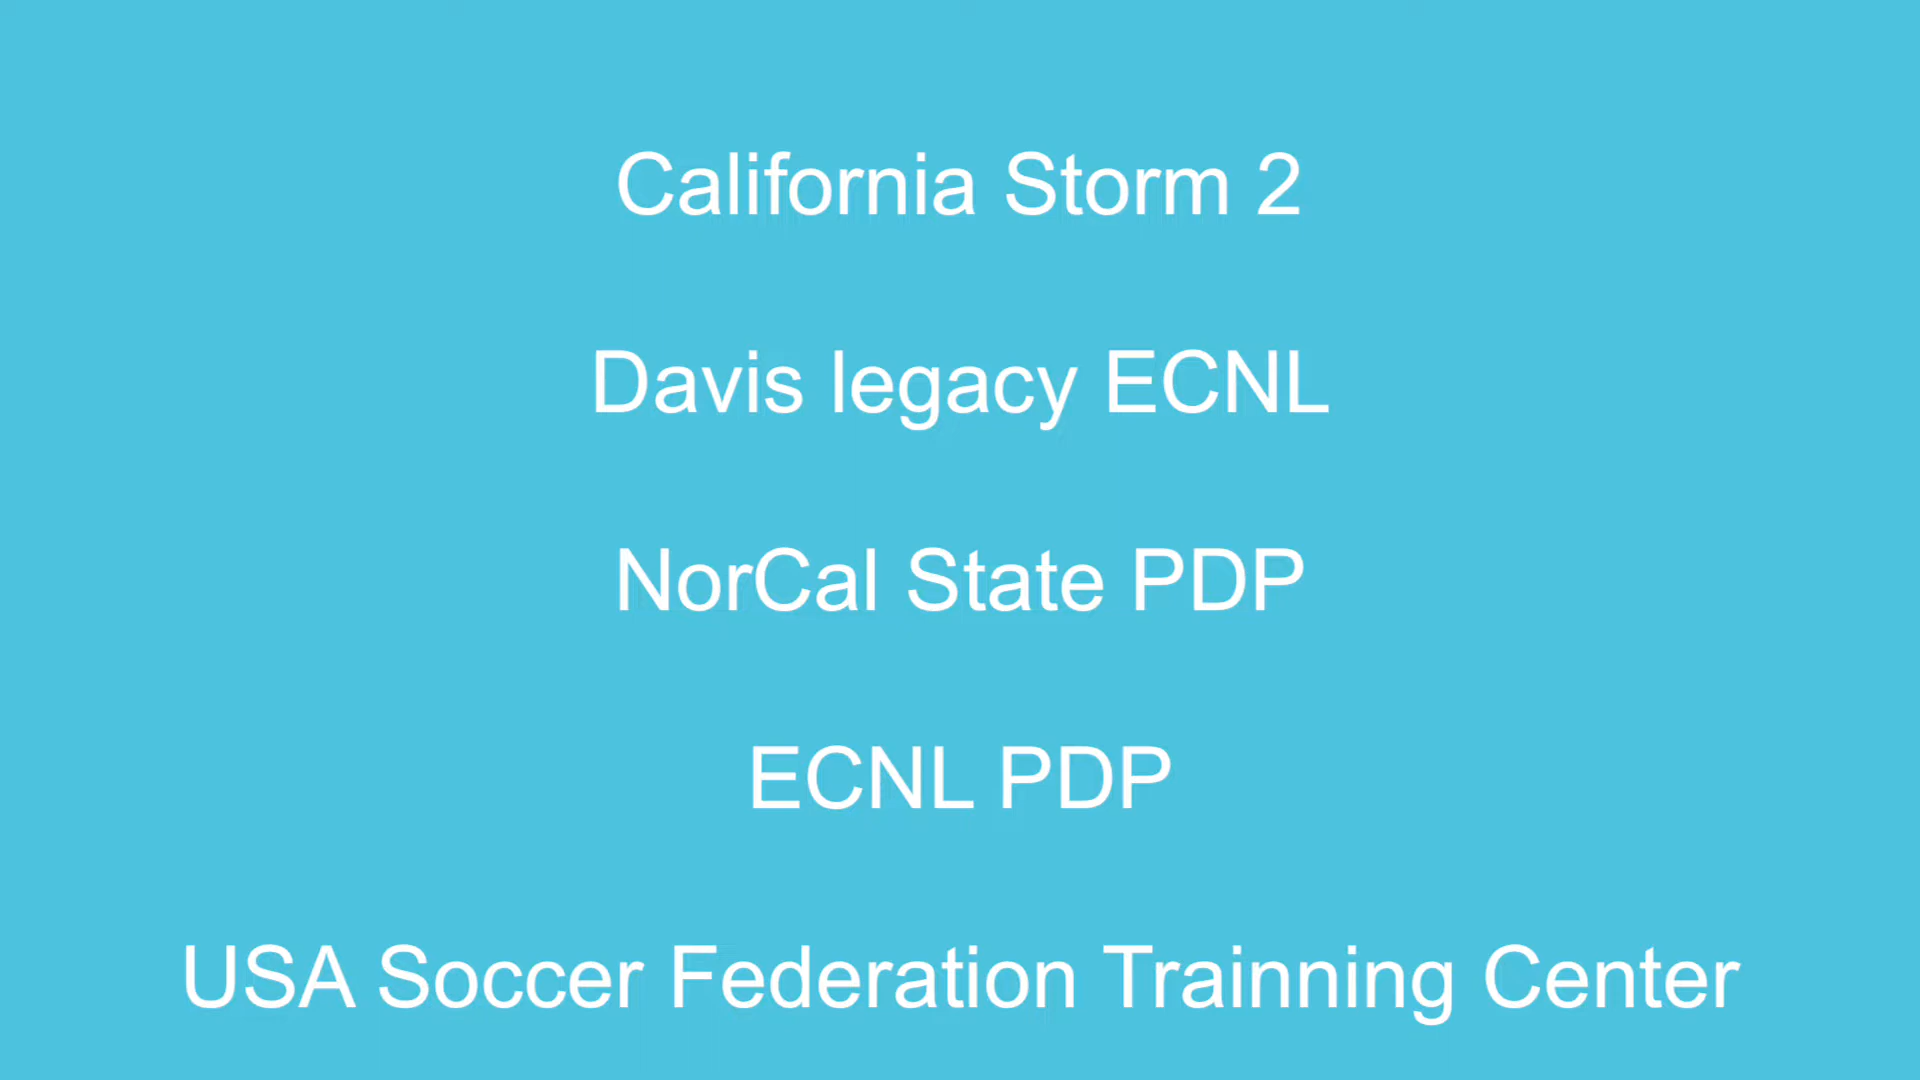 California Storm 2
Davis legacy ECNL
NorCal State PDP
ECNL PDP
USA Soccer Federation Trainning Center